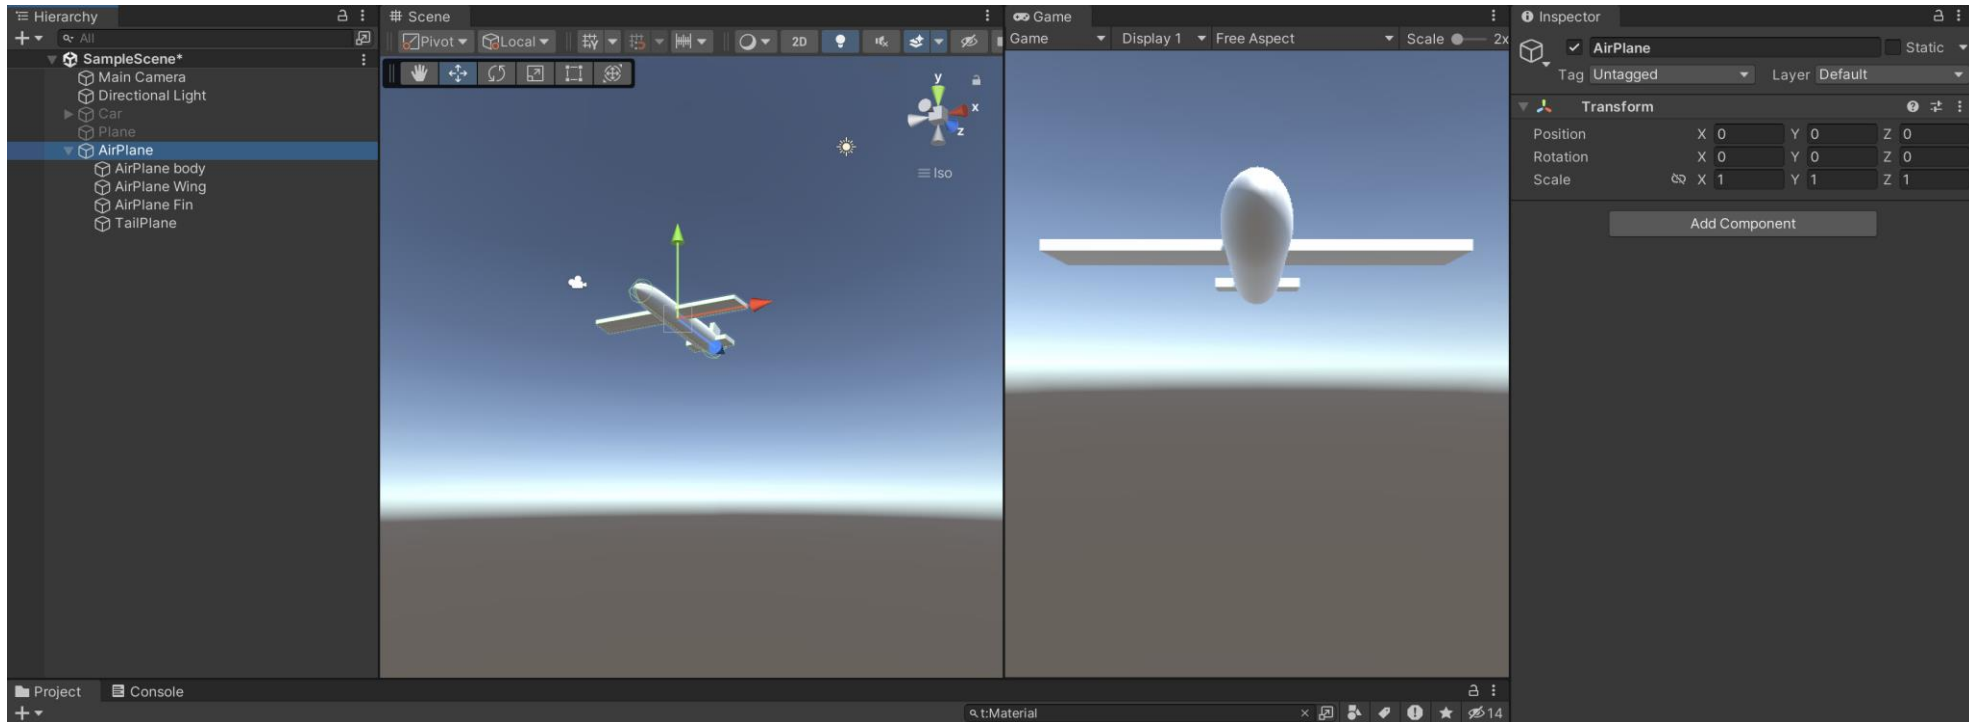 Hierarchy
All
SampleScene*
Main Camera
Directional Light
Car
Plane
AirPlane
AirPlane body
AirPlane Wing
AirPlane Fin
TailPlane
# Scene
Pivot Local 2D
y
x
z
Iso
Game
Game Display 1 Free Aspect Scale 2x
Inspector
AirPlane Static
Tag Untagged Layer Default
Transform
Position X 0 Y 0 Z 0
Rotation X 0 Y 0 Z 0
Scale X 1 Y 1 Z 1
Add Component
Project Console
t:Material 14